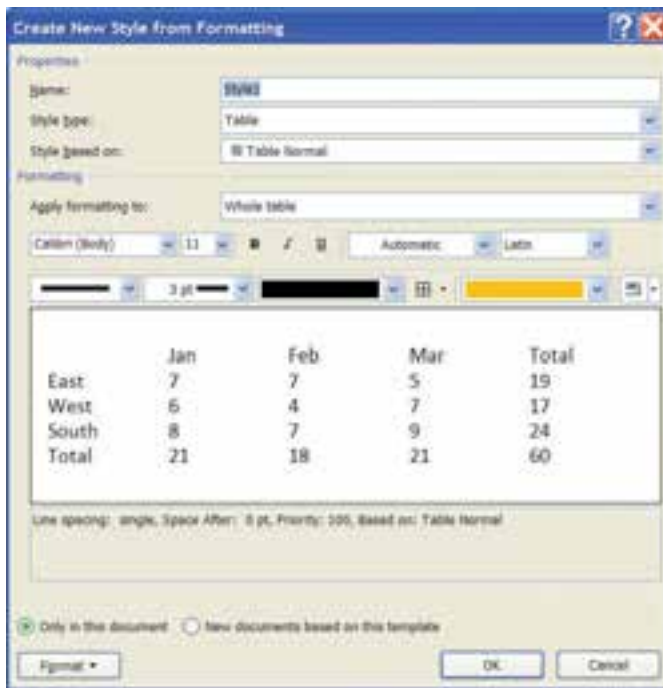 Create New Style from Formatting
Properties
Name: Style1
Style type: Table
Style based on: Table Normal
Formatting
Apply formatting to: Whole table
Calibri (Body) 11 B I U Automatic Latin
3 pt
Jan Feb Mar Total
East 7 7 5 19
West 6 4 7 17
South 8 7 9 24
Total 21 18 21 60
Line spacing: single, Space After: 0 pt, Priority: 100, Based on: Table Normal
Only in this document New documents based on this template
Format OK Cancel